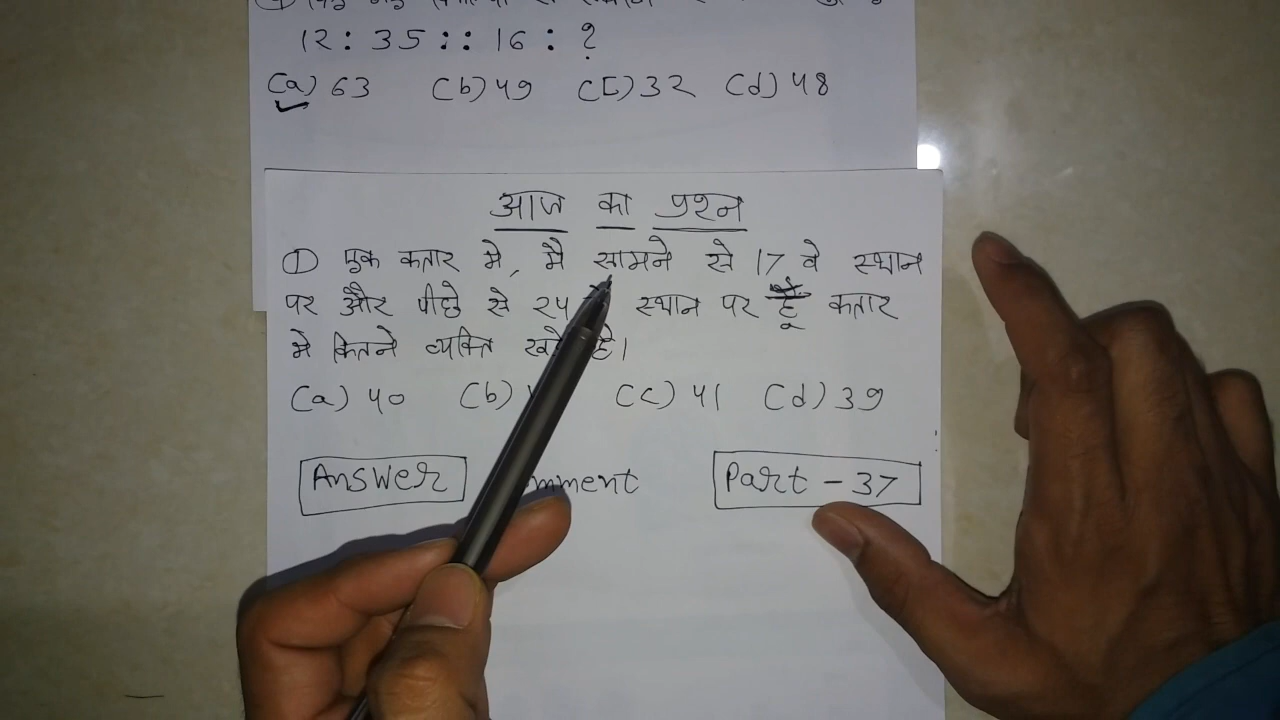 12 : 35 :: 16 : ?
(a) 63 (b) 49 (c) 32 (d) 48
आज का प्रश्न
① एक कतार मे, मै सामने से 17 वे स्थान
पर और पीछे से 24 स्थान पर हूँ कतार
मे कितने व्यक्ति है।
(a) 40 (b) (c) 41 (d) 39
Answer Part - 37